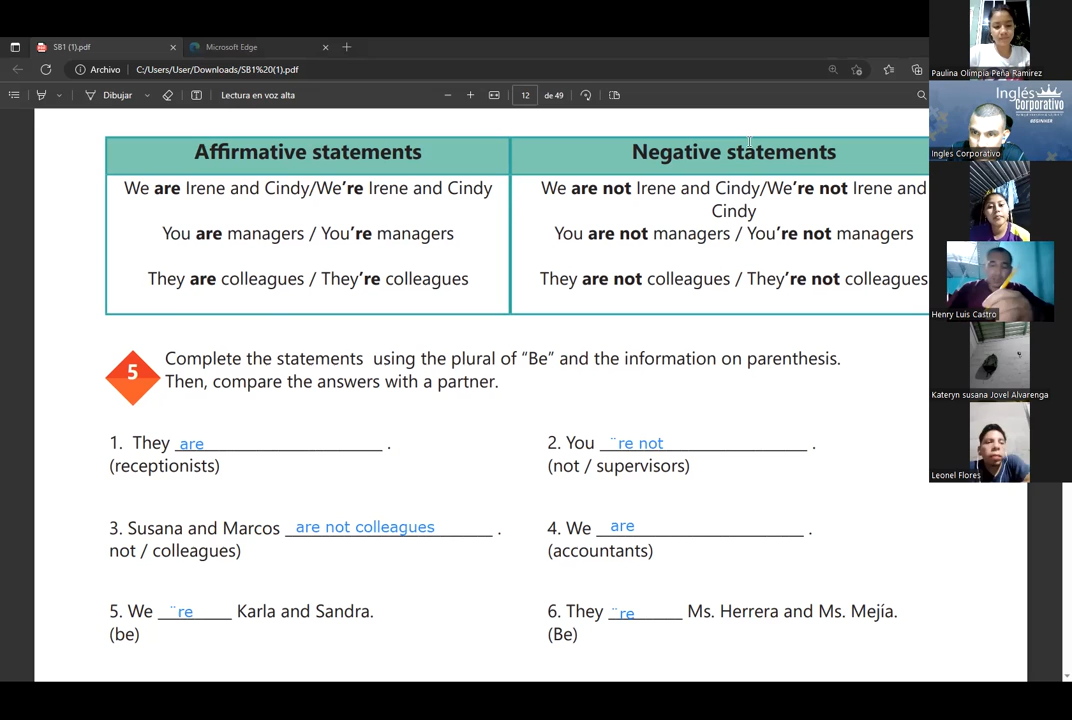 SB1 (1).pdf
Microsoft Edge
Archivo C:/Users/User/Downloads/SB1%20(1).pdf
Dibujar Lectura en voz alta 12 de 49
Affirmative statements Negative statements
We are Irene and Cindy/We're Irene and Cindy
We are not Irene and Cindy/We're not Irene and
Cindy
You are managers / You're managers
You are not managers / You're not managers
They are colleagues / They're colleagues
They are not colleagues / They're not colleagues
5
Complete the statements using the plural of “Be” and the information on parenthesis.
Then, compare the answers with a partner.
1. They are .
(receptionists)
2. You ¨re not .
(not / supervisors)
3. Susana and Marcos are not colleagues .
not / colleagues)
4. We are .
(accountants)
5. We ¨re Karla and Sandra.
(be)
6. They ¨re Ms. Herrera and Ms. Mejía.
(Be)
Paulina Olimpia Peña Ramirez
Inglés
Corporativo
BEGINNER
Ingles Corporativo
Henry Luis Castro
Kateryn susana Jovel Alvarenga
Leonel Flores